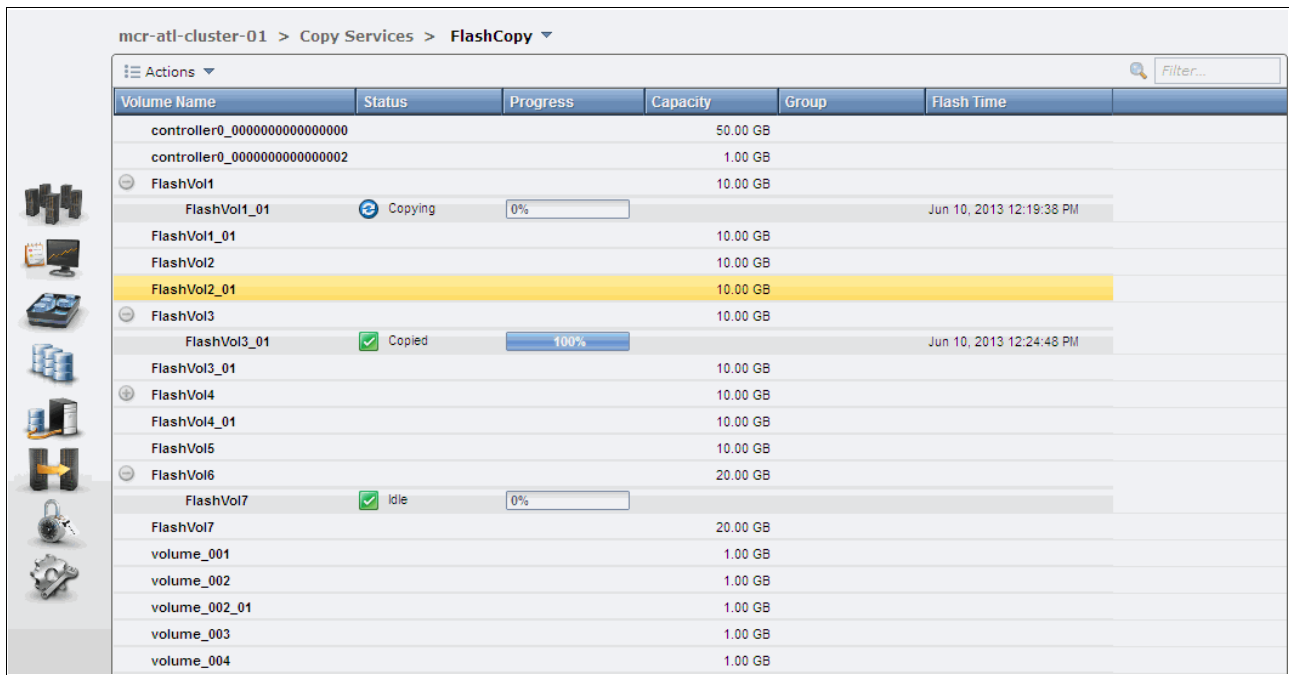 mcr-atl-cluster-01 > Copy Services > FlashCopy
Actions Filter...
Volume Name Status Progress Capacity Group Flash Time
controller0_0000000000000000 50.00 GB
controller0_0000000000000002 1.00 GB
FlashVol1 10.00 GB
FlashVol1_01 Copying 0% Jun 10, 2013 12:19:38 PM
FlashVol1_01 10.00 GB
FlashVol2 10.00 GB
FlashVol2_01 10.00 GB
FlashVol3 10.00 GB
FlashVol3_01 Copied 100% Jun 10, 2013 12:24:48 PM
FlashVol3_01 10.00 GB
FlashVol4 10.00 GB
FlashVol4_01 10.00 GB
FlashVol5 10.00 GB
FlashVol6 20.00 GB
FlashVol7 Idle 0%
FlashVol7 20.00 GB
volume_001 1.00 GB
volume_002 1.00 GB
volume_002_01 1.00 GB
volume_003 1.00 GB
volume_004 1.00 GB